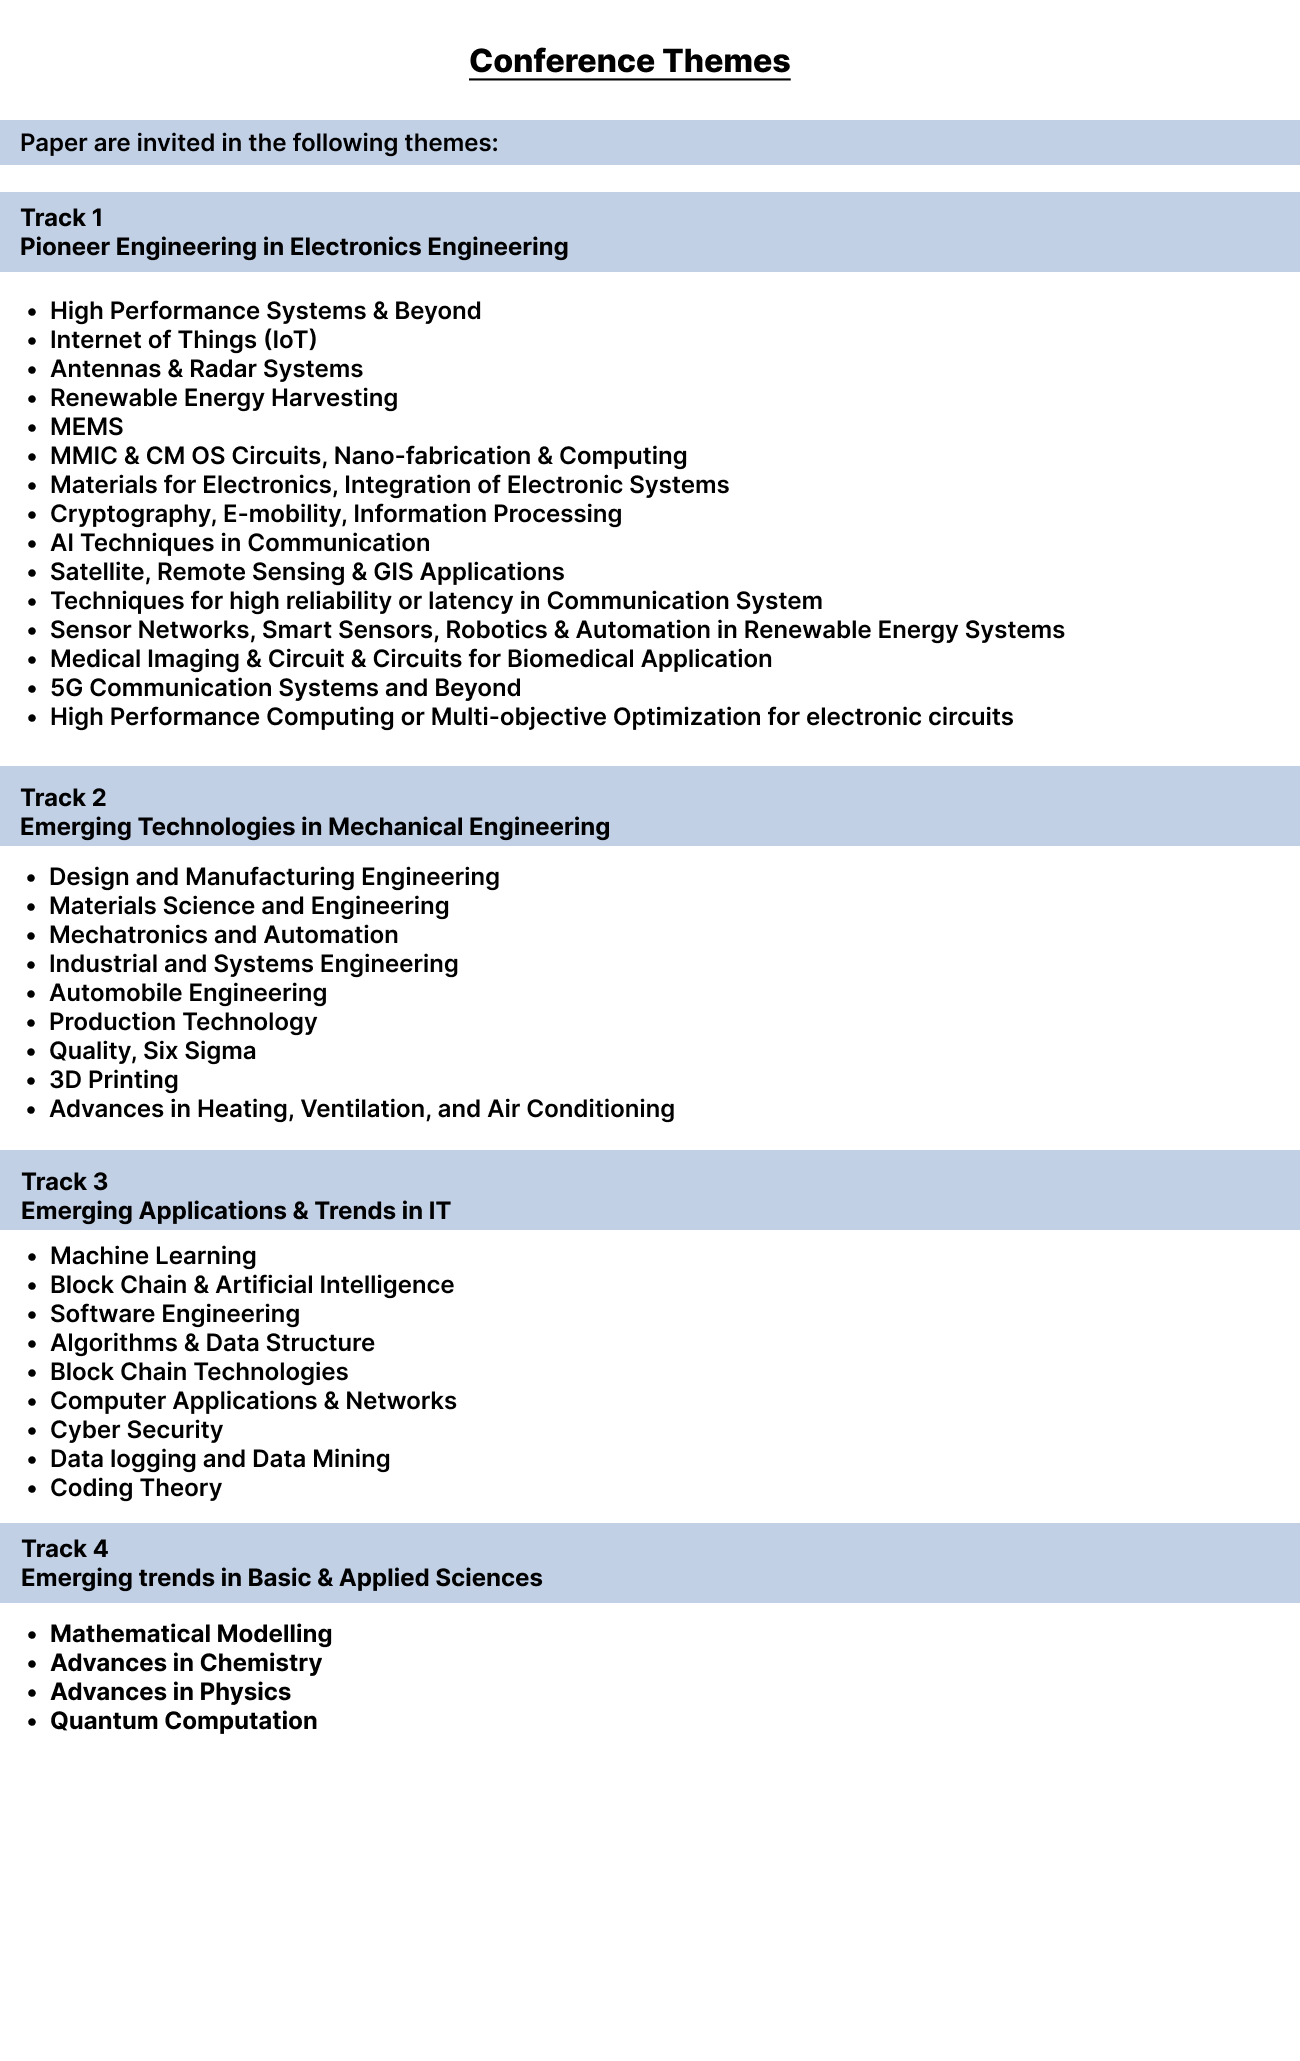 Conference Themes
Paper are invited in the following themes:
Track 1
Pioneer Engineering in Electronics Engineering
• High Performance Systems & Beyond
• Internet of Things (IoT)
• Antennas & Radar Systems
• Renewable Energy Harvesting
• MEMS
• MMIC & CM OS Circuits, Nano-fabrication & Computing
• Materials for Electronics, Integration of Electronic Systems
• Cryptography, E-mobility, Information Processing
• AI Techniques in Communication
• Satellite, Remote Sensing & GIS Applications
• Techniques for high reliability or latency in Communication System
• Sensor Networks, Smart Sensors, Robotics & Automation in Renewable Energy Systems
• Medical Imaging & Circuit & Circuits for Biomedical Application
• 5G Communication Systems and Beyond
• High Performance Computing or Multi-objective Optimization for electronic circuits
Track 2
Emerging Technologies in Mechanical Engineering
• Design and Manufacturing Engineering
• Materials Science and Engineering
• Mechatronics and Automation
• Industrial and Systems Engineering
• Automobile Engineering
• Production Technology
• Quality, Six Sigma
• 3D Printing
• Advances in Heating, Ventilation, and Air Conditioning
Track 3
Emerging Applications & Trends in IT
• Machine Learning
• Block Chain & Artificial Intelligence
• Software Engineering
• Algorithms & Data Structure
• Block Chain Technologies
• Computer Applications & Networks
• Cyber Security
• Data logging and Data Mining
• Coding Theory
Track 4
Emerging trends in Basic & Applied Sciences
• Mathematical Modelling
• Advances in Chemistry
• Advances in Physics
• Quantum Computation